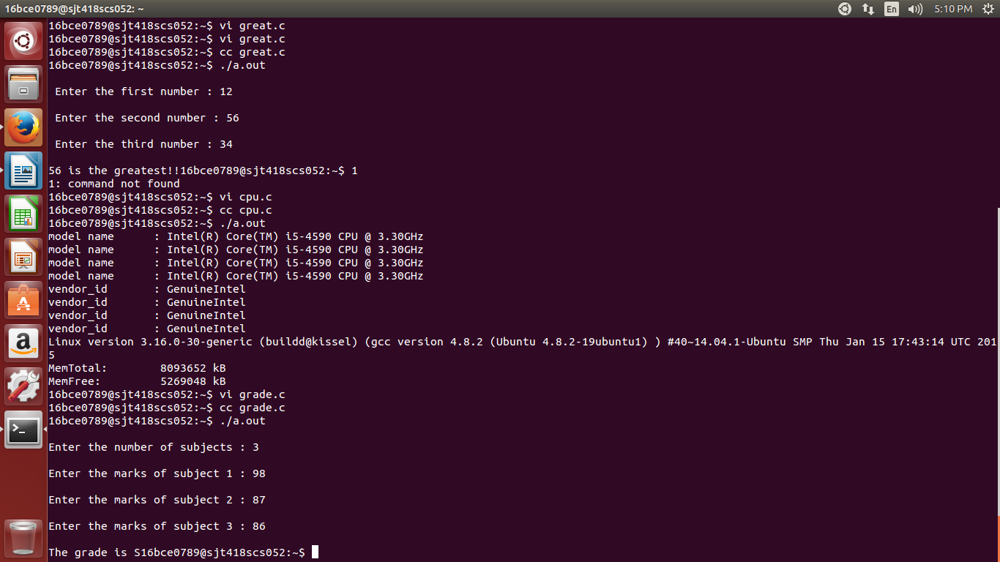 16bce0789@sjt418scs052: ~
En
5:10 PM
16bce0789@sjt418scs052:~$ vi great.c
16bce0789@sjt418scs052:~$ vi great.c
16bce0789@sjt418scs052:~$ cc great.c
16bce0789@sjt418scs052:~$ ./a.out
Enter the first number : 12
Enter the second number : 56
Enter the third number : 34
56 is the greatest!!16bce0789@sjt418scs052:~$ 1
1: command not found
16bce0789@sjt418scs052:~$ vi cpu.c
16bce0789@sjt418scs052:~$ cc cpu.c
16bce0789@sjt418scs052:~$ ./a.out
model name      : Intel(R) Core(TM) i5-4590 CPU @ 3.30GHz
model name      : Intel(R) Core(TM) i5-4590 CPU @ 3.30GHz
model name      : Intel(R) Core(TM) i5-4590 CPU @ 3.30GHz
model name      : Intel(R) Core(TM) i5-4590 CPU @ 3.30GHz
vendor_id       : GenuineIntel
vendor_id       : GenuineIntel
vendor_id       : GenuineIntel
vendor_id       : GenuineIntel
Linux version 3.16.0-30-generic (buildd@kissel) (gcc version 4.8.2 (Ubuntu 4.8.2-19ubuntu1) ) #40~14.04.1-Ubuntu SMP Thu Jan 15 17:43:14 UTC 201
5
MemTotal:        8093652 kB
MemFree:         5269048 kB
16bce0789@sjt418scs052:~$ vi grade.c
16bce0789@sjt418scs052:~$ cc grade.c
16bce0789@sjt418scs052:~$ ./a.out
Enter the number of subjects : 3
Enter the marks of subject 1 : 98
Enter the marks of subject 2 : 87
Enter the marks of subject 3 : 86
The grade is S16bce0789@sjt418scs052:~$